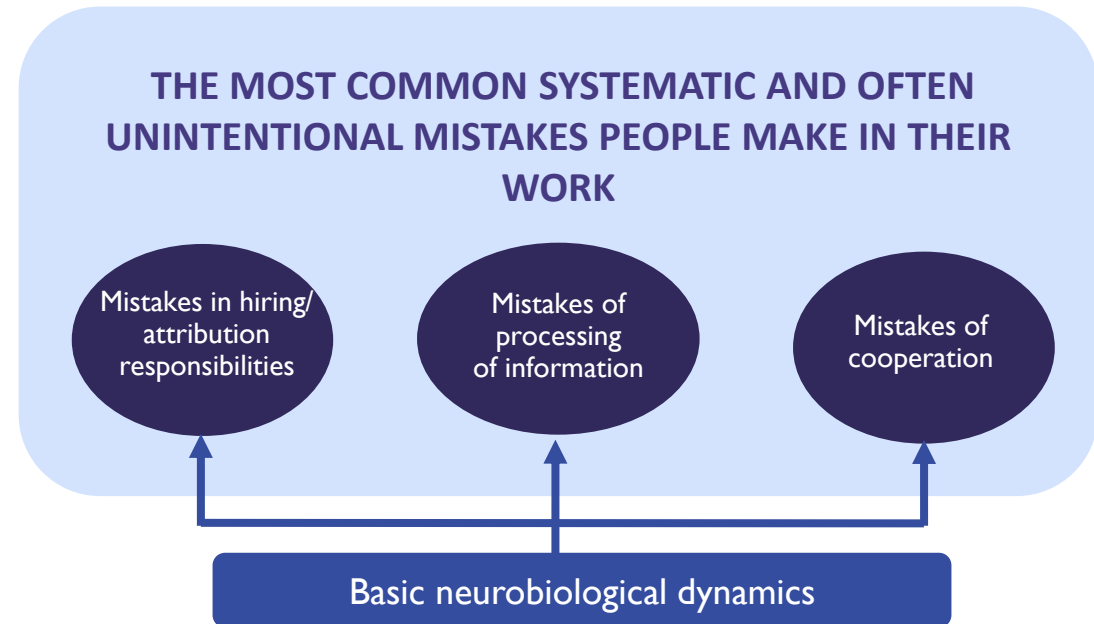 THE MOST COMMON SYSTEMATIC AND OFTEN
UNINTENTIONAL MISTAKES PEOPLE MAKE IN THEIR
WORK
Mistakes in hiring/
attribution
responsibilities
Mistakes of
processing
of information
Mistakes of
cooperation
Basic neurobiological dynamics